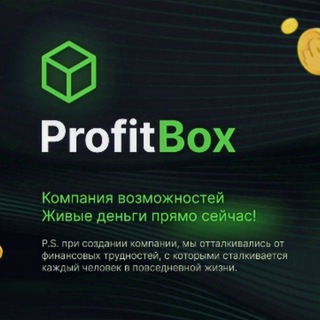 ProfitBox
Компания возможностей
Живые деньги прямо сейчас!
P.S. при создании компании, мы отталкивались от
финансовых трудностей, с которыми сталкивается
каждый человек в повседневной жизни.